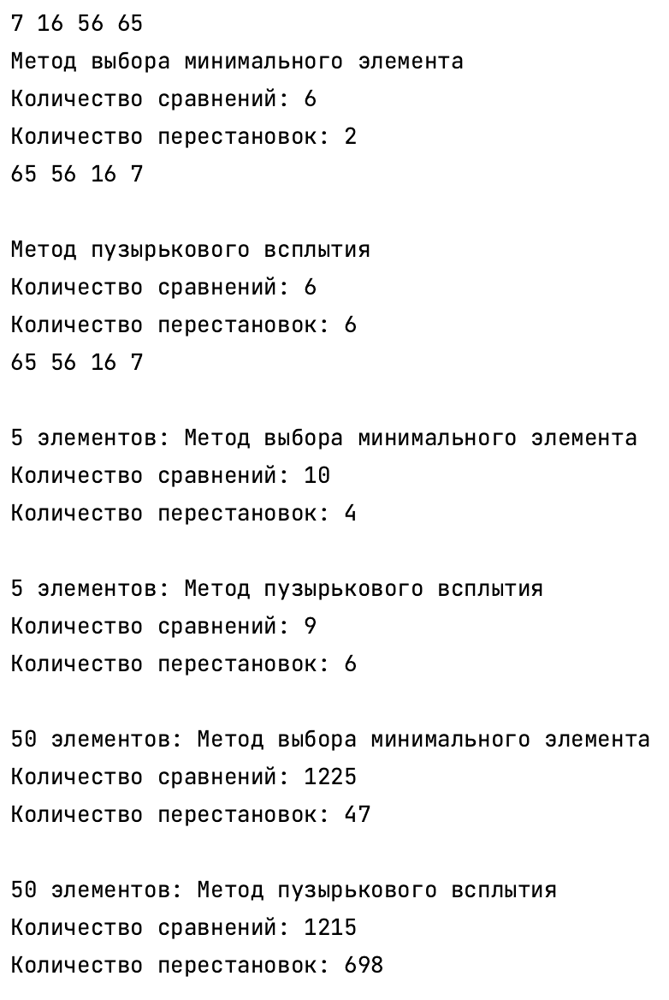 7 16 56 65
Метод выбора минимального элемента
Количество сравнений: 6
Количество перестановок: 2
65 56 16 7
Метод пузырькового всплытия
Количество сравнений: 6
Количество перестановок: 6
65 56 16 7
5 элементов: Метод выбора минимального элемента
Количество сравнений: 10
Количество перестановок: 4
5 элементов: Метод пузырькового всплытия
Количество сравнений: 9
Количество перестановок: 6
50 элементов: Метод выбора минимального элемента
Количество сравнений: 1225
Количество перестановок: 47
50 элементов: Метод пузырькового всплытия
Количество сравнений: 1215
Количество перестановок: 698